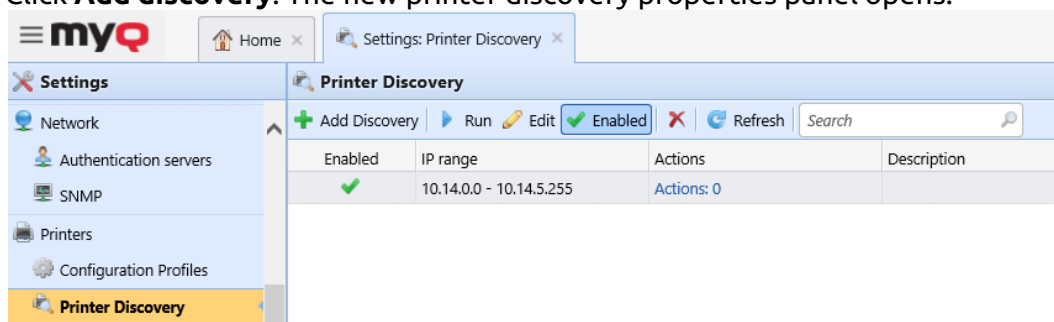 Click Add discovery. The new printer discovery properties panel opens.
myQ
Home
Settings: Printer Discovery
Settings
Printer Discovery
Network
Add Discovery Run Edit Enabled Refresh Search
Authentication servers
Enabled IP range Actions Description
SNMP
10.14.0.0 - 10.14.5.255 Actions: 0
Printers
Configuration Profiles
Printer Discovery